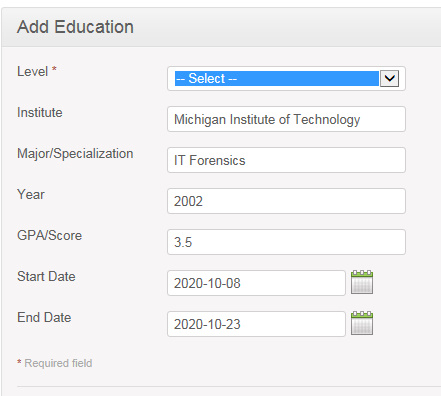 Add Education
Level *
-- Select --
Institute
Michigan Institute of Technology
Major/Specialization
IT Forensics
Year
2002
GPA/Score
3.5
Start Date
2020-10-08
End Date
2020-10-23
* Required field